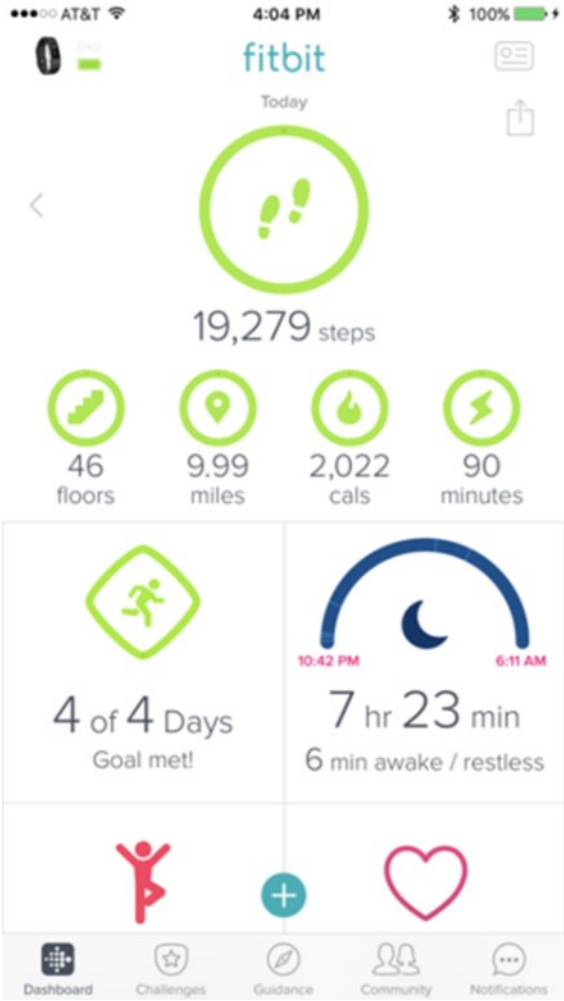 AT&T 4:04 PM 100%
fitbit
Today
19,279 steps
46 9.99 2,022 90
floors miles cals minutes
10:42 PM 6:11 AM
4 of 4 Days 7 hr 23 min
Goal met! 6 min awake / restless
Dashboard Challenges Guidance Community Notifications